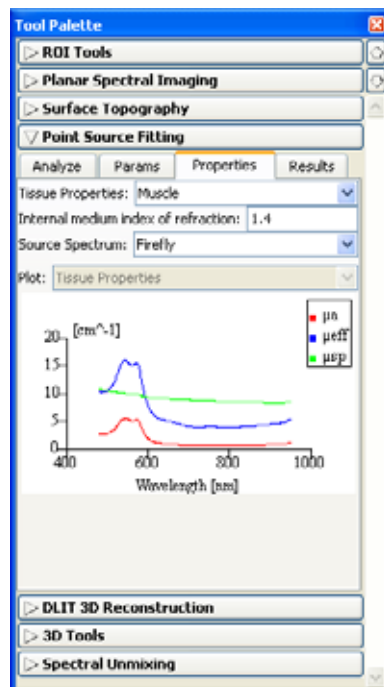 Tool Palette
ROI Tools
Planar Spectral Imaging
Surface Topography
Point Source Fitting
Analyze Params Properties Results
Tissue Properties: Muscle
Internal medium index of refraction: 1.4
Source Spectrum: Firefly
Plot: Tissue Properties
[cm^-1]
μa
μeff
μsp
20
15
10
5
0
400 600 800 1000
Wavelength [nm]
DLIT 3D Reconstruction
3D Tools
Spectral Unmixing